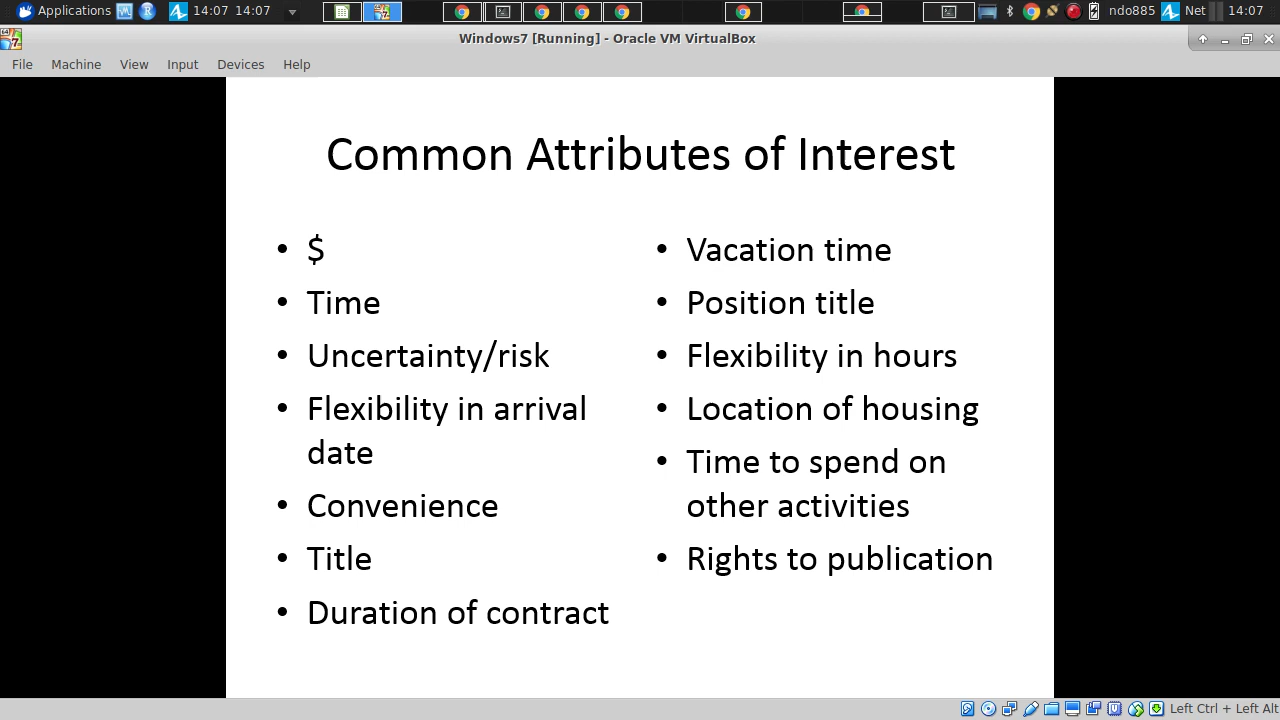 Applications 14:07 14:07 ndo885 Net 14:07
Windows7 [Running] - Oracle VM VirtualBox
File Machine View Input Devices Help
Common Attributes of Interest
• $
• Time
• Uncertainty/risk
• Flexibility in arrival
date
• Convenience
• Title
• Duration of contract
• Vacation time
• Position title
• Flexibility in hours
• Location of housing
• Time to spend on
other activities
• Rights to publication
Left Ctrl + Left Alt